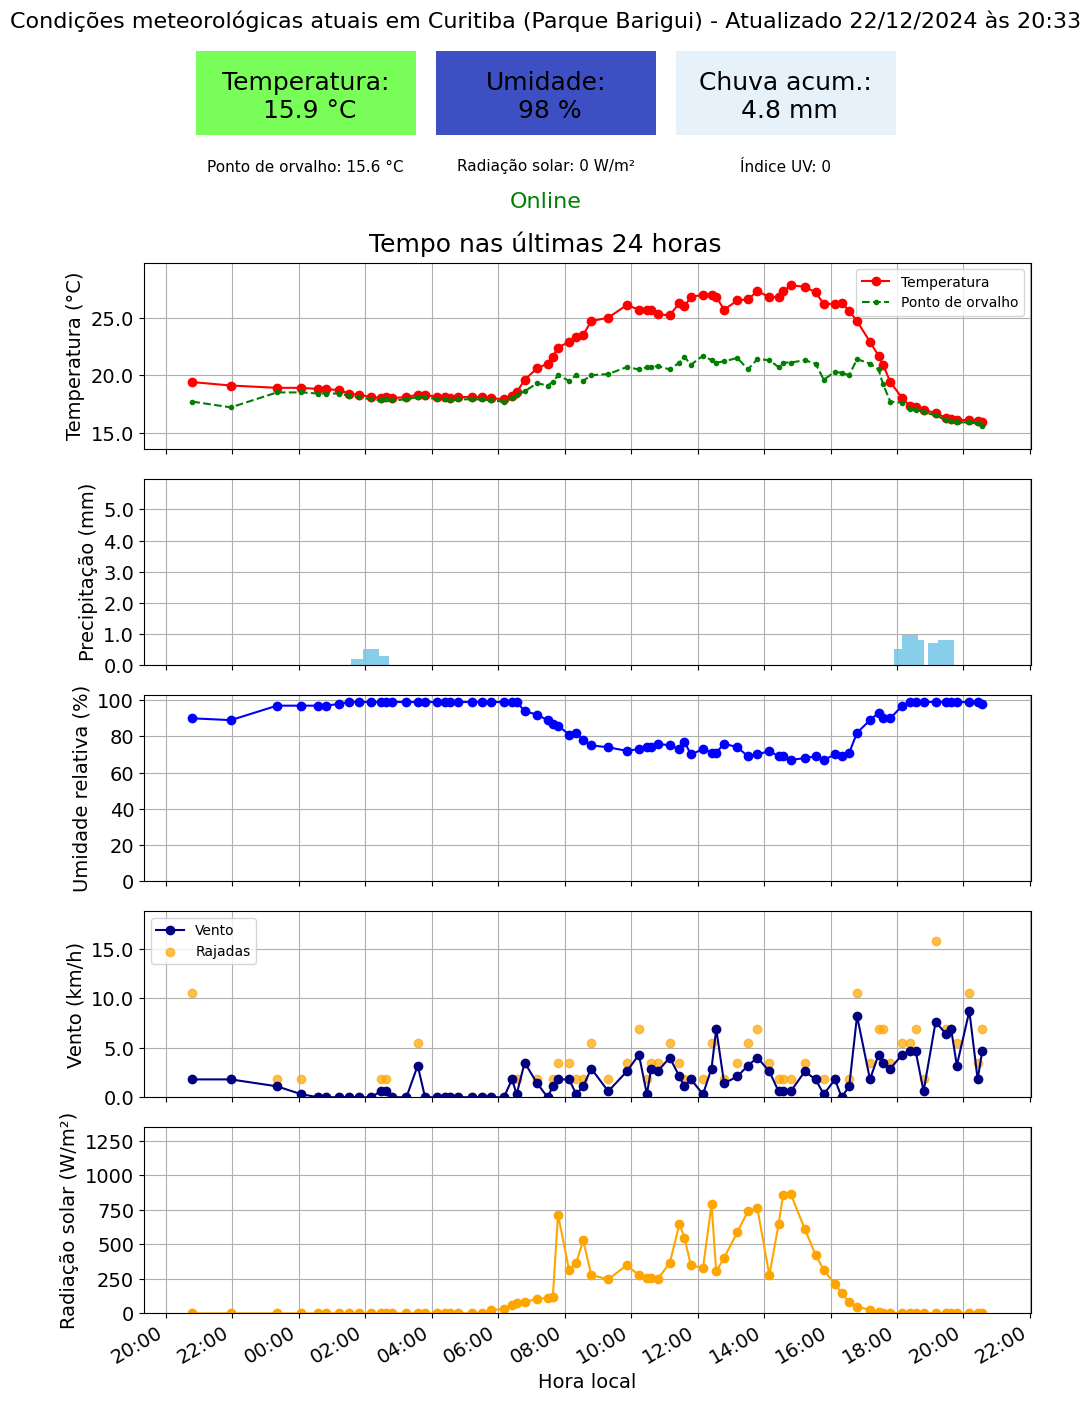 Condições meteorológicas atuais em Curitiba (Parque Barigui) - Atualizado 22/12/2024 às 20:33
Temperatura:
15.9 °C
Umidade:
98 %
Chuva acum.:
4.8 mm
Ponto de orvalho: 15.6 °C
Radiação solar: 0 W/m²
Índice UV: 0
Online
Tempo nas últimas 24 horas
Temperatura (°C)
25.0
20.0
15.0
Temperatura
Ponto de orvalho
Precipitação (mm)
5.0
4.0
3.0
2.0
1.0
0.0
Umidade relativa (%)
100
80
60
40
20
0
Vento (km/h)
15.0
10.0
5.0
0.0
Vento
Rajadas
Radiação solar (W/m²)
1250
1000
750
500
250
0
20:00
22:00
00:00
02:00
04:00
06:00
08:00
10:00
12:00
14:00
16:00
18:00
20:00
22:00
Hora local